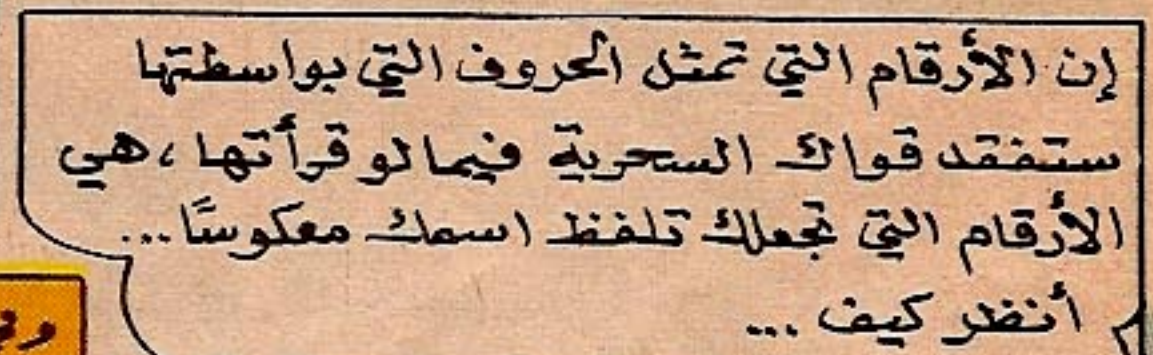 إن الأرقام التي تمثل الحروف التي بواسطتها
ستفقد قواك السحرية فيما لو قرأتها، هي
الأرقام التي تجعلك تلفظ اسمك معكوسًا...
أنظر كيف ...